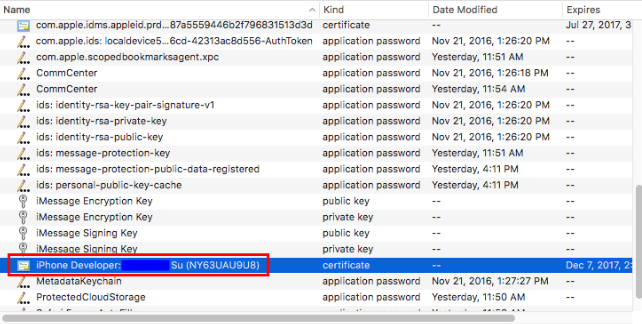 Name Kind Date Modified Expires
com.apple.idms.appleid.prd...87a5559446b2f796831513d3d certificate -- Jul 27, 2017, 3
com.apple.ids: localdevice5...6cd-42313ac8d556-AuthToken application password Nov 21, 2016, 1:26:20 PM --
com.apple.scopedbookmarksagent.xpc application password Yesterday, 11:51 AM --
CommCenter application password Nov 21, 2016, 1:26:18 PM --
CommCenter application password Yesterday, 11:54 AM --
ids: identity-rsa-key-pair-signature-v1 application password Nov 21, 2016, 1:26:20 PM --
ids: identity-rsa-private-key application password Nov 21, 2016, 1:26:20 PM --
ids: identity-rsa-public-key application password Nov 21, 2016, 1:26:20 PM --
ids: message-protection-key application password Yesterday, 11:51 AM --
ids: message-protection-public-data-registered application password Yesterday, 4:11 PM --
ids: personal-public-key-cache application password Yesterday, 4:11 PM --
iMessage Encryption Key public key -- --
iMessage Encryption Key private key -- --
iMessage Signing Key public key -- --
iMessage Signing Key private key -- --
iPhone Developer: Su (NY63UAU9U8) certificate -- Dec 7, 2017, 2:
MetadataKeychain application password Nov 21, 2016, 1:27:27 PM --
ProtectedCloudStorage application password Yesterday, 11:50 AM --